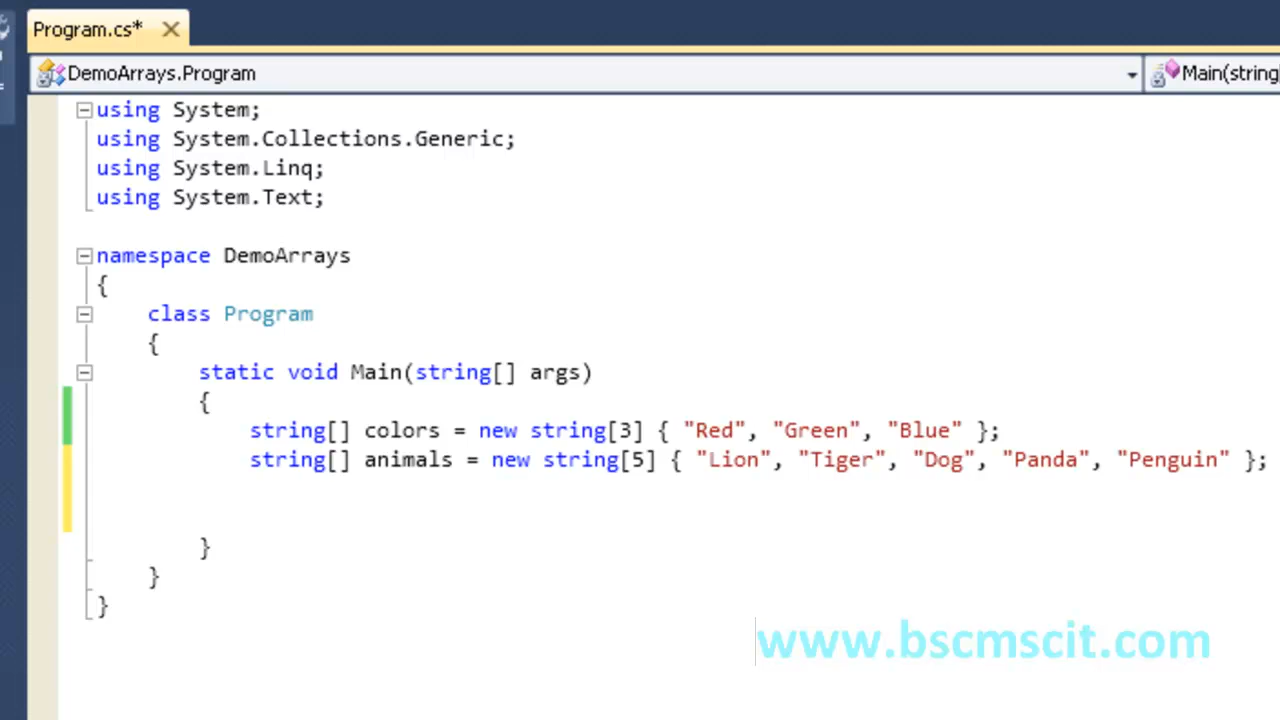 Program.cs*
DemoArrays.Program
Main(string
using System;
using System.Collections.Generic;
using System.Linq;
using System.Text;
namespace DemoArrays
{
class Program
{
static void Main(string[] args)
{
string[] colors = new string[3] { "Red", "Green", "Blue" };
string[] animals = new string[5] { "Lion", "Tiger", "Dog", "Panda", "Penguin" };
}
}
}
www.bscmscit.com